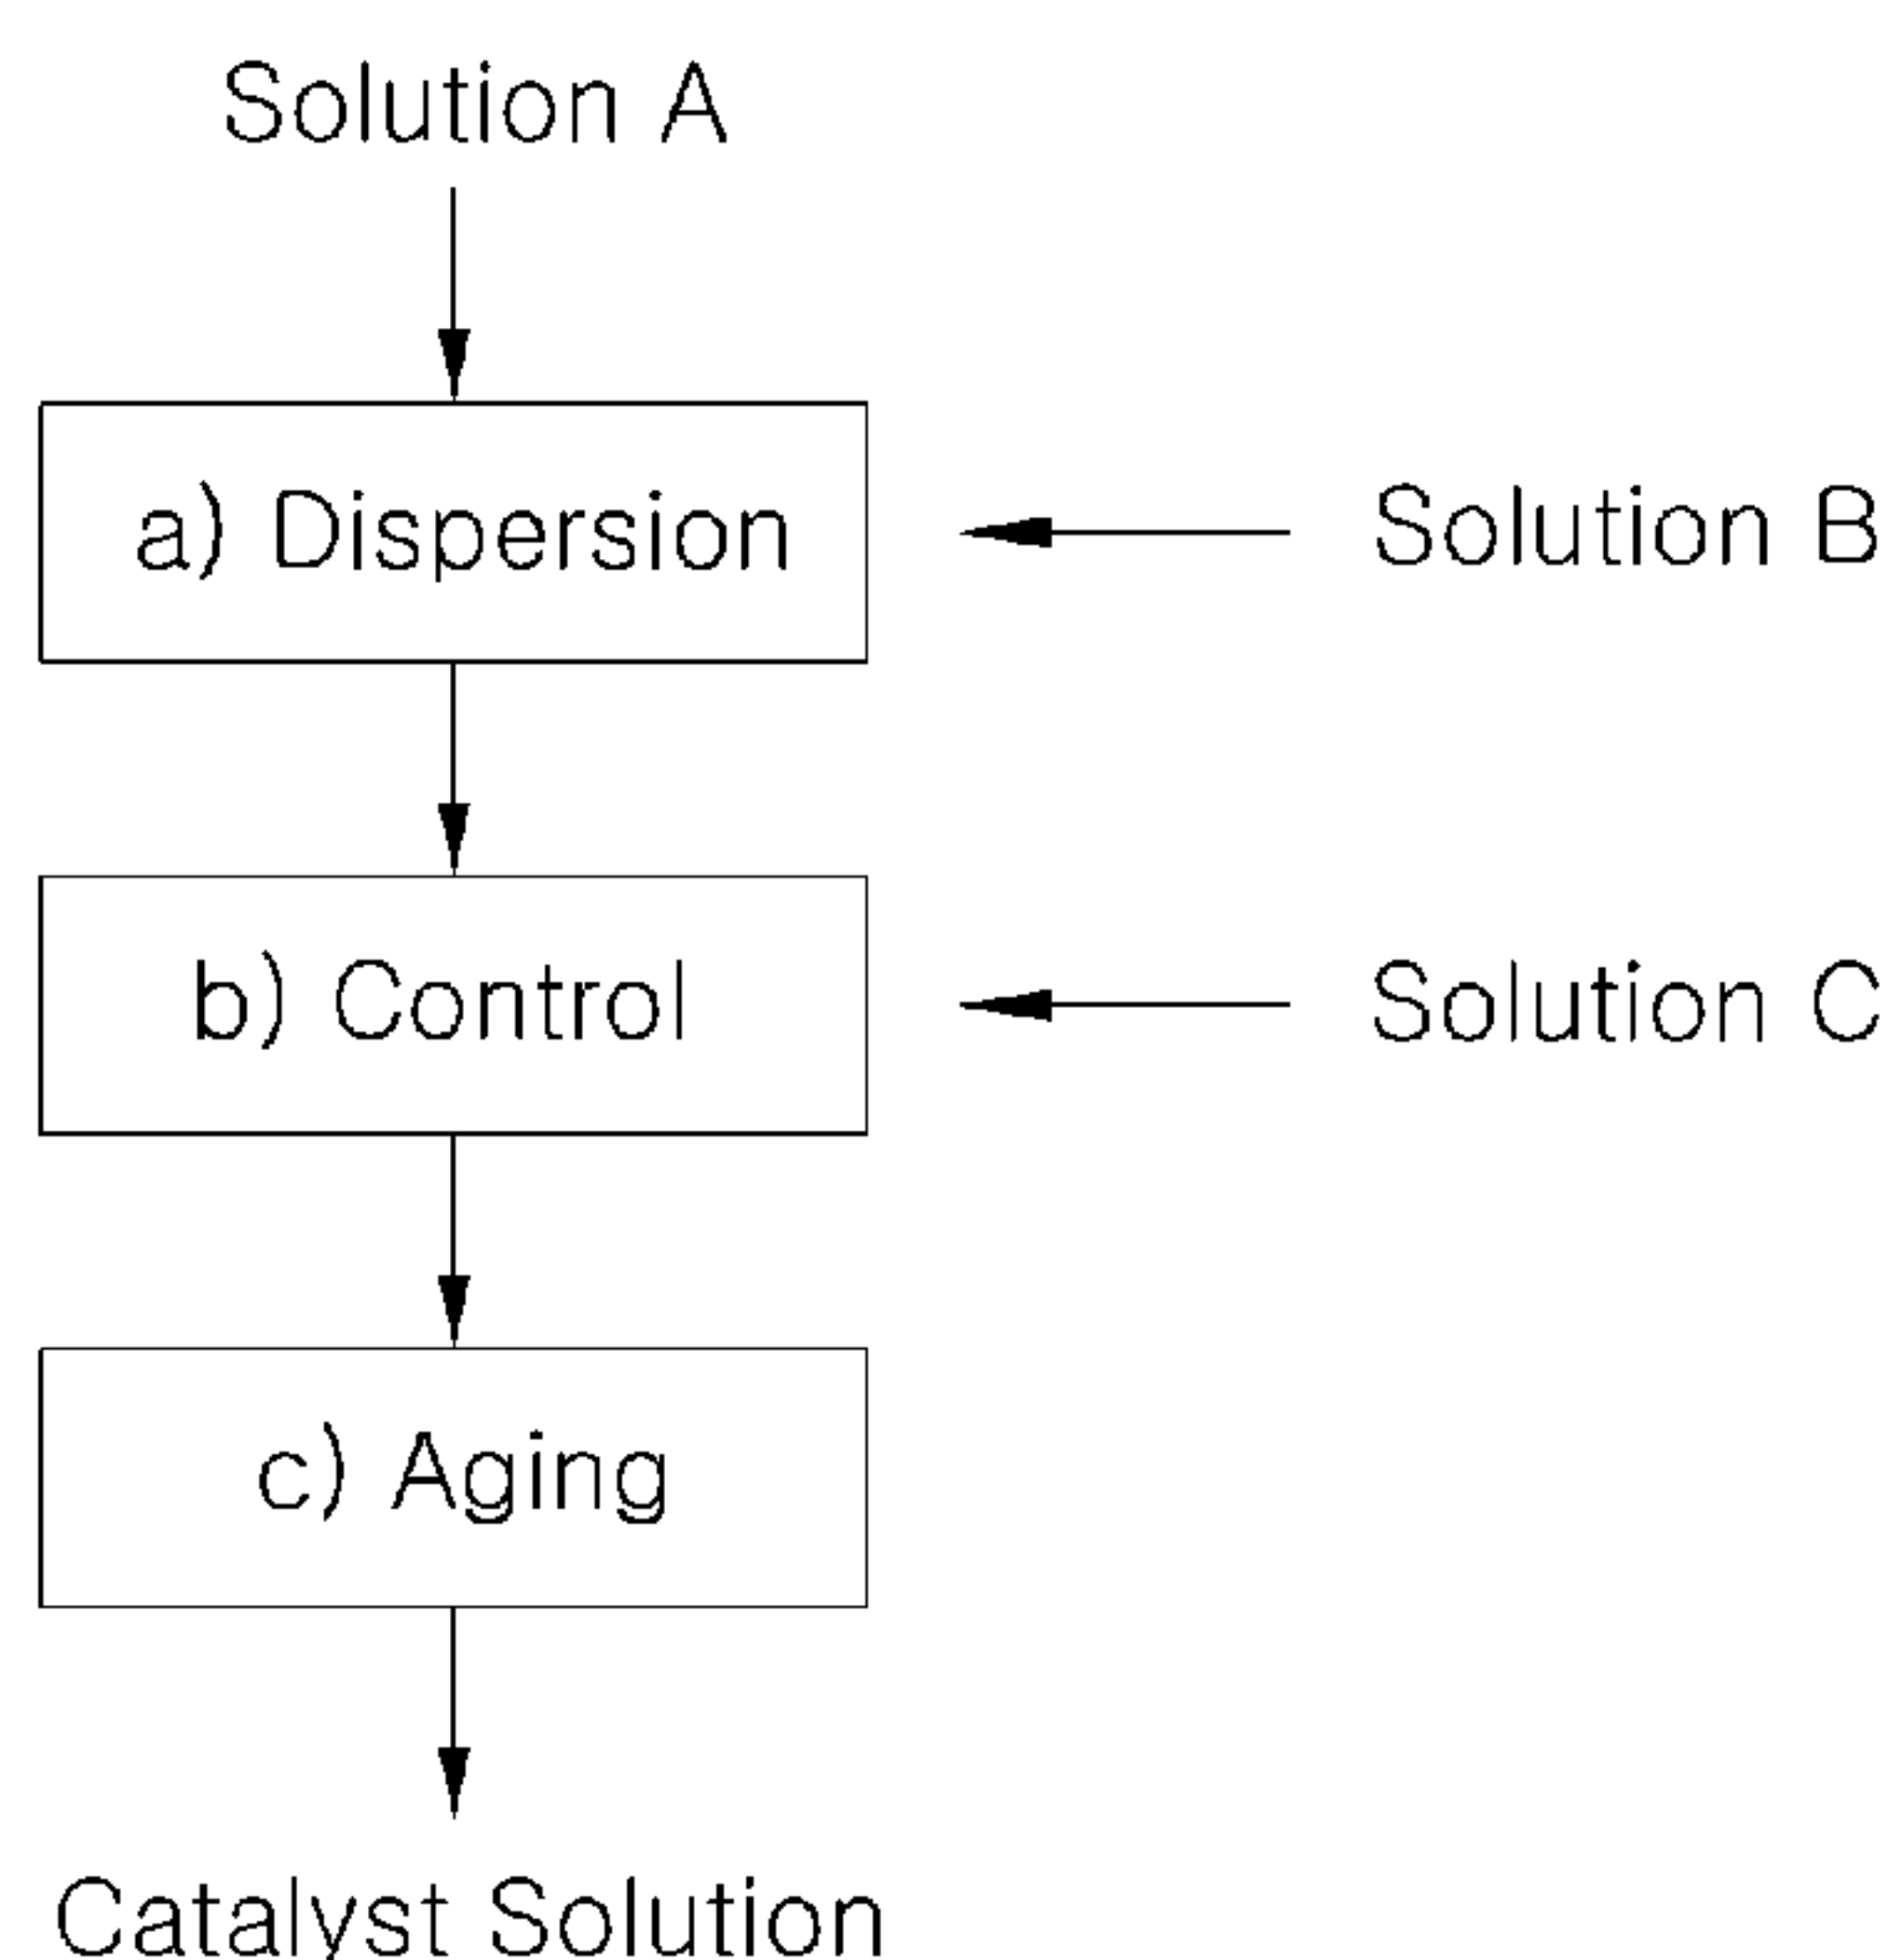 Solution A
a) Dispersion
Solution B
b) Control
Solution C
c) Aging
Catalyst Solution